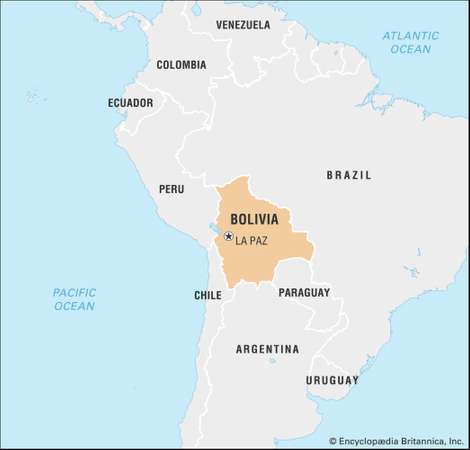 VENEZUELA
ATLANTIC
OCEAN
COLOMBIA
ECUADOR
BRAZIL
PERU
BOLIVIA
LA PAZ
PACIFIC
OCEAN
CHILE
PARAGUAY
ARGENTINA
URUGUAY
© Encyclopædia Britannica, Inc.